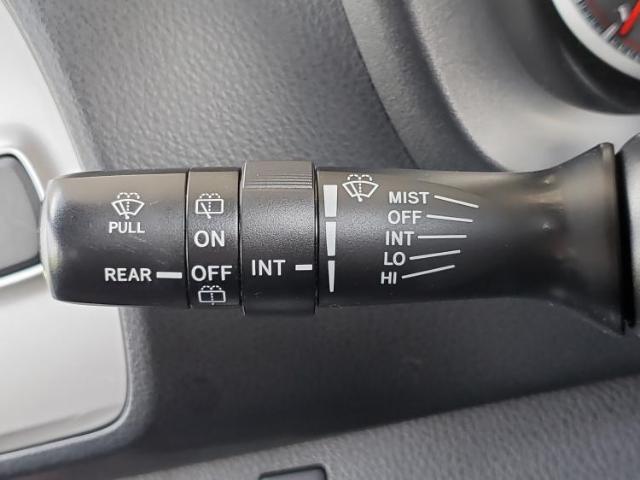 PULL
REAR
ON
OFF
INT
MIST
OFF
INT
LO
HI